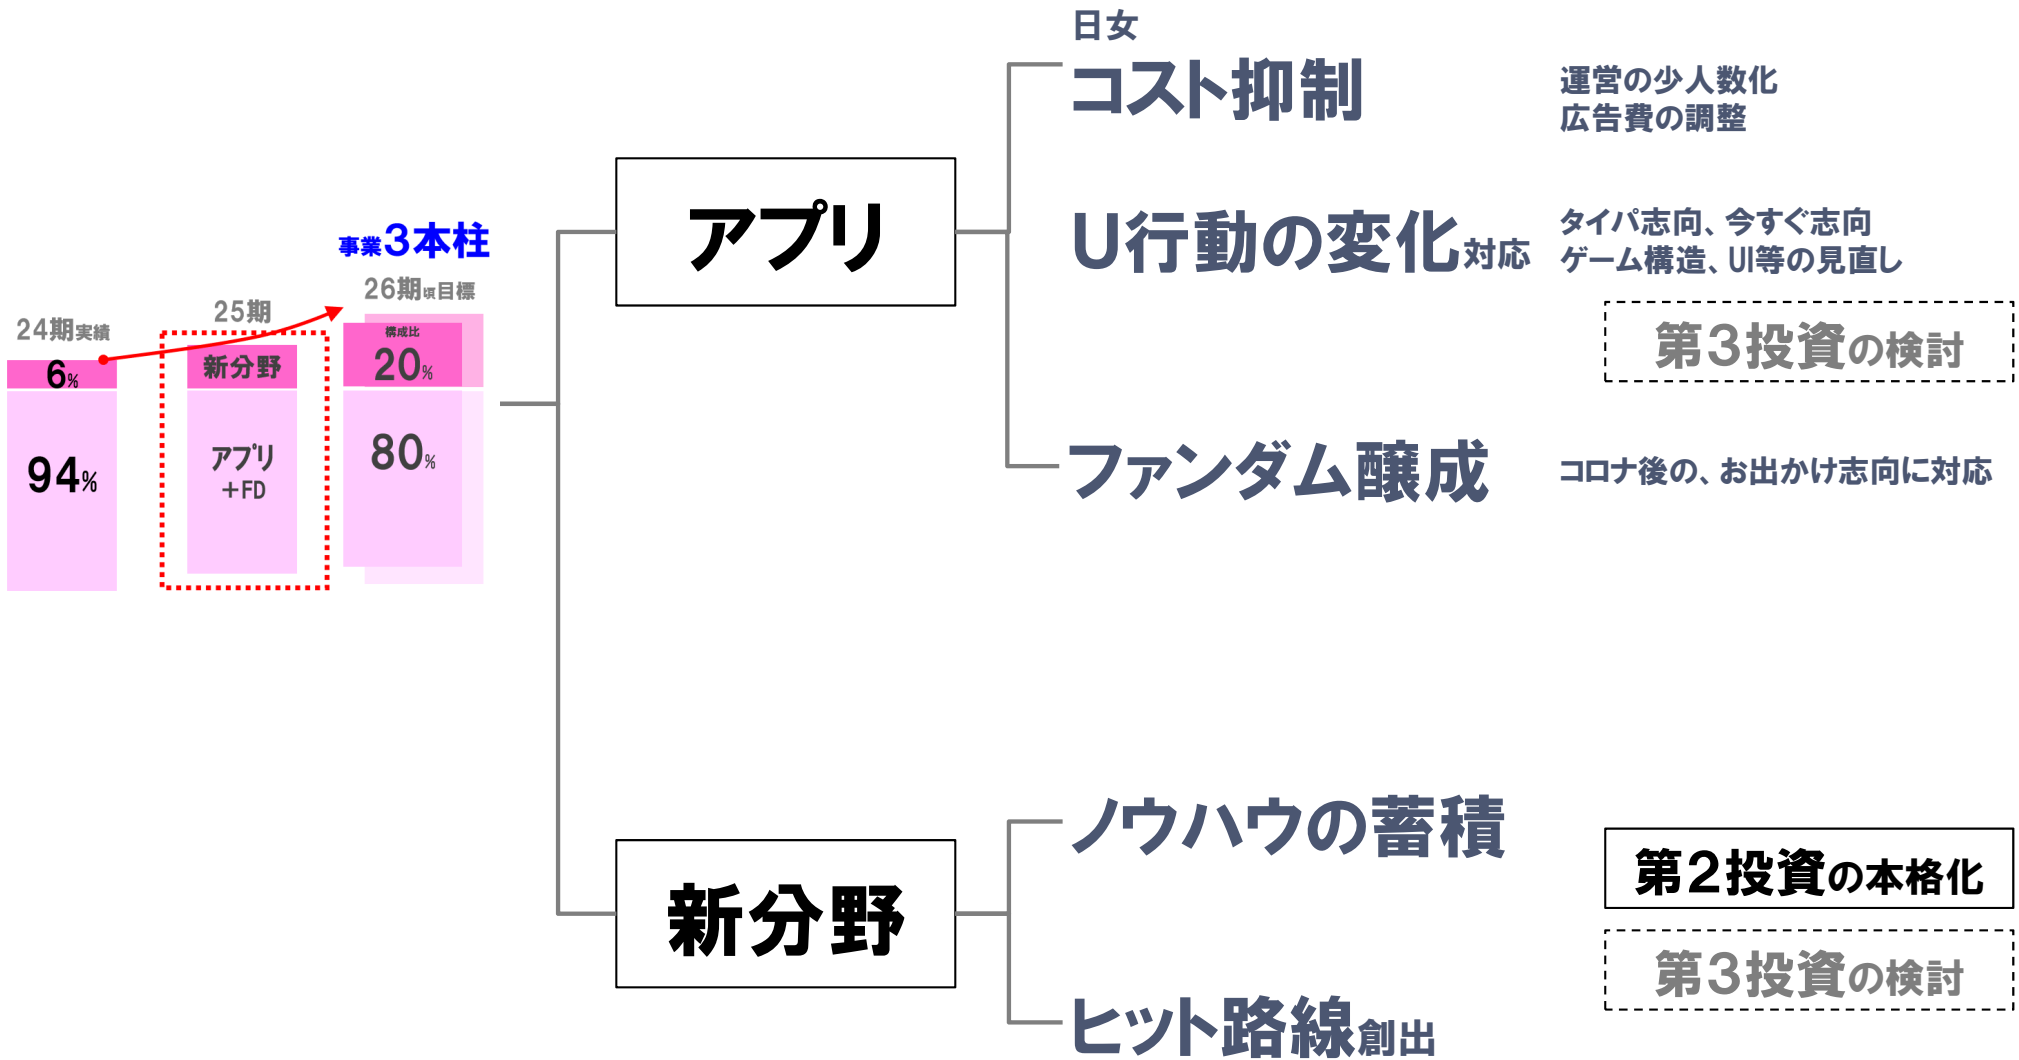 事業3本柱
24期実績
6%
94%
25期
新分野
アプリ
+FD
26期頃目標
構成比
20%
80%
アプリ
日女
コスト抑制
運営の少人数化
広告費の調整
U行動の変化対応
タイパ志向、今すぐ志向
ゲーム構造、UI等の見直し
第3投資の検討
ファンダム醸成
コロナ後の、お出かけ志向に対応
新分野
ノウハウの蓄積
第2投資の本格化
第3投資の検討
ヒット路線創出